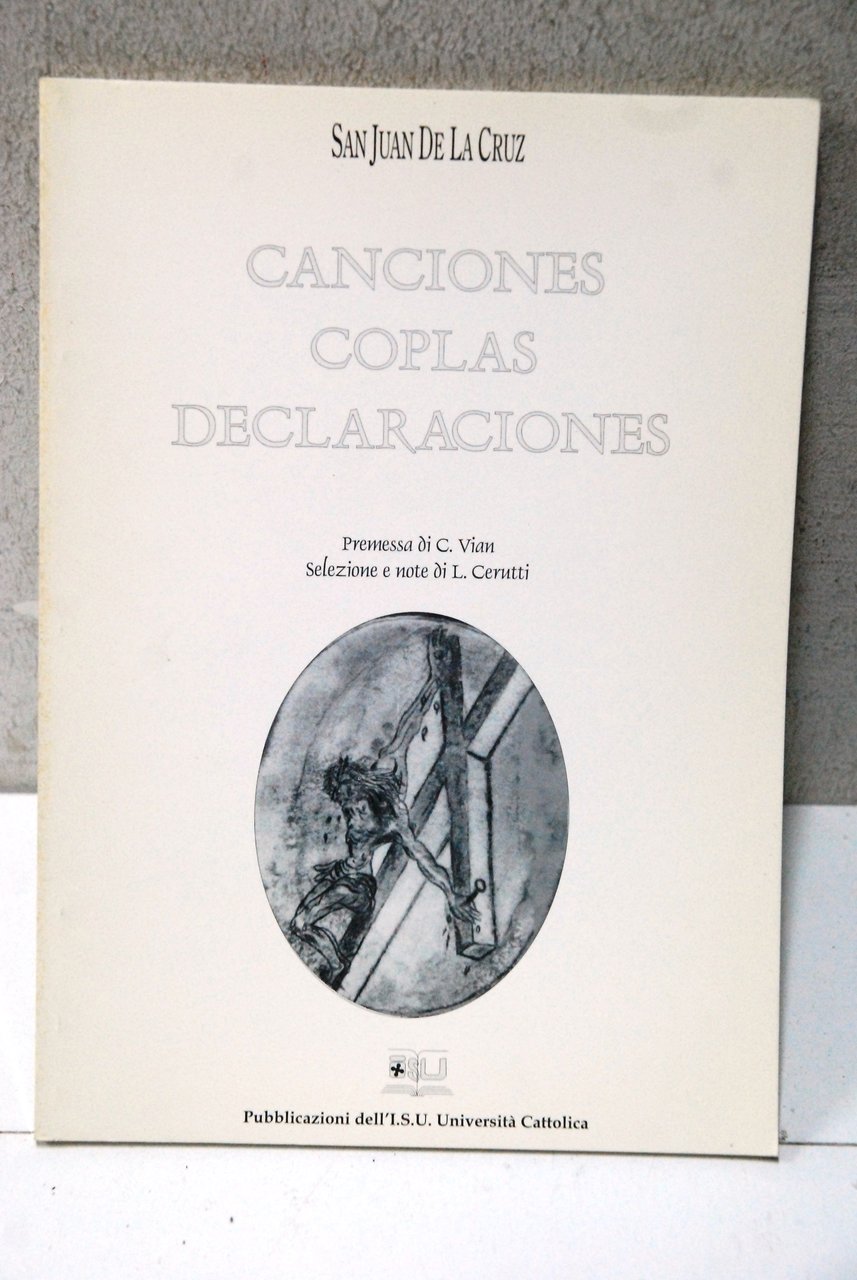 SAN JUAN DE LA CRUZ
CANCIONES
COPLAS
DECLARACIONES
Premessa di C. Vian
Selezione e note di L. Cerutti
ISU
Pubblicazioni dell'I.S.U. Università Cattolica